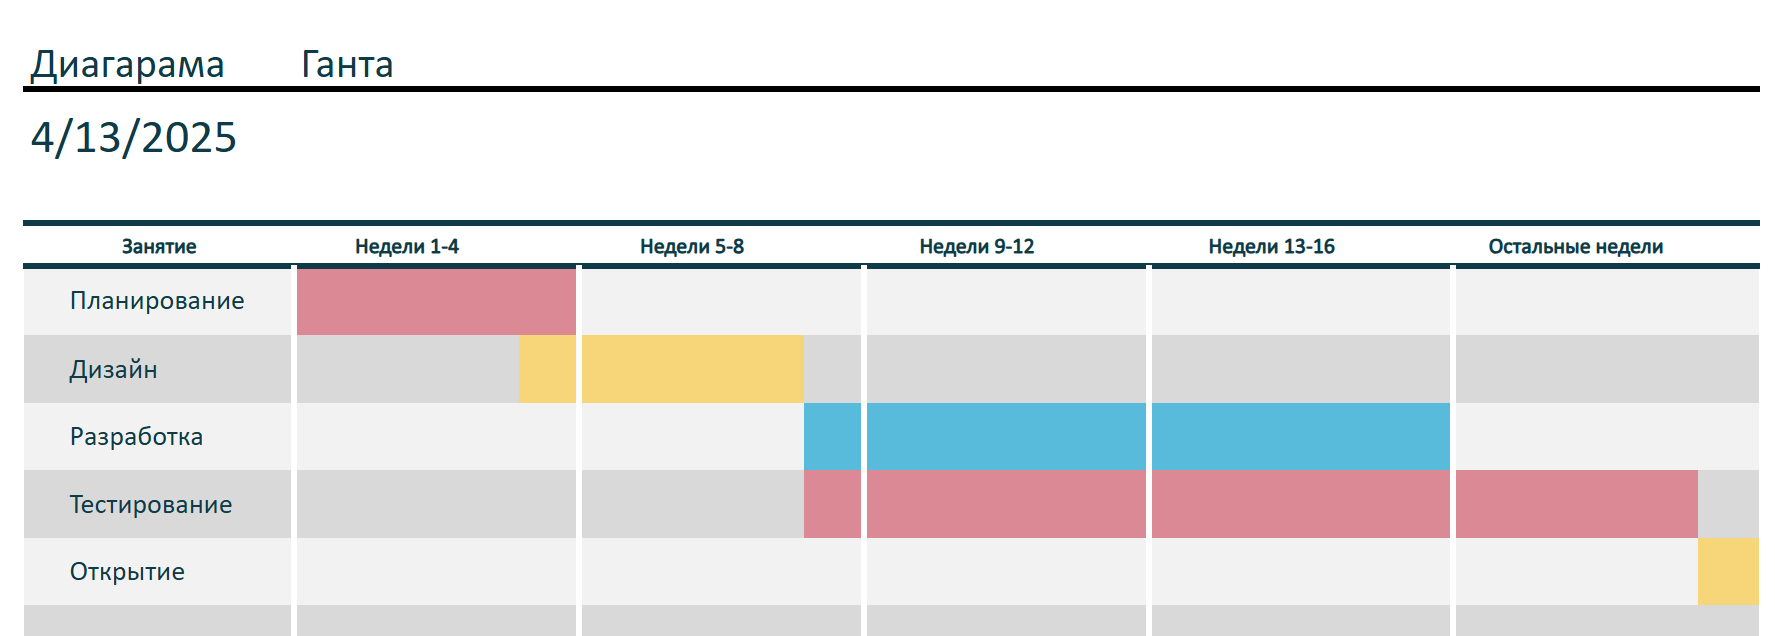 Диагарама Ганта
4/13/2025
Занятие Недели 1-4 Недели 5-8 Недели 9-12 Недели 13-16 Остальные недели
Планирование
Дизайн
Разработка
Тестирование
Открытие